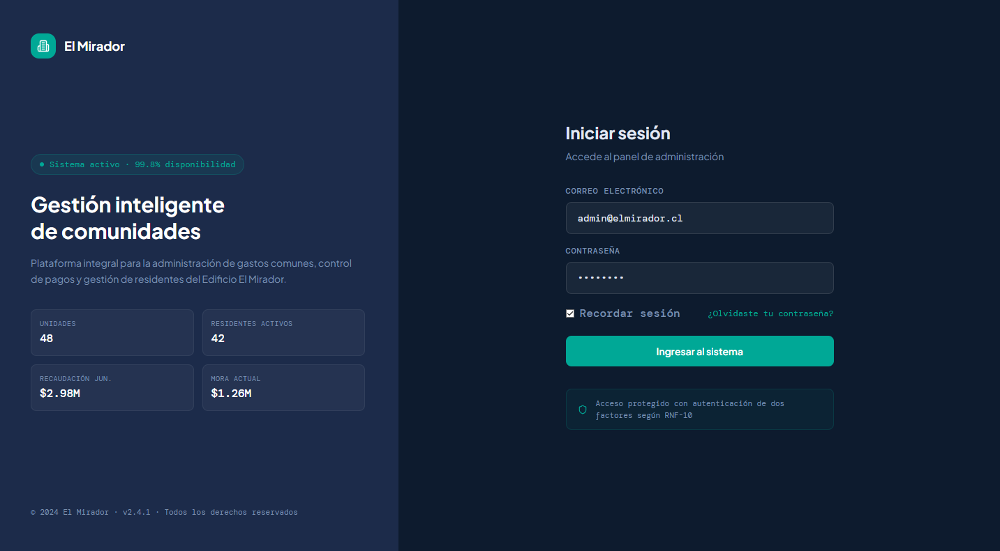 El Mirador
Sistema activo · 99.8% disponibilidad
Gestión inteligente
de comunidades
Plataforma integral para la administración de gastos comunes, control
de pagos y gestión de residentes del Edificio El Mirador.
UNIDADES
48
RESIDENTES ACTIVOS
42
RECAUDACIÓN JUN.
$2.98M
MORA ACTUAL
$1.26M
© 2024 El Mirador · v2.4.1 · Todos los derechos reservados
Iniciar sesión
Accede al panel de administración
CORREO ELECTRÓNICO
admin@elmirador.cl
CONTRASEÑA
••••••••
Recordar sesión
¿Olvidaste tu contraseña?
Ingresar al sistema
Acceso protegido con autenticación de dos
factores según RNF-10